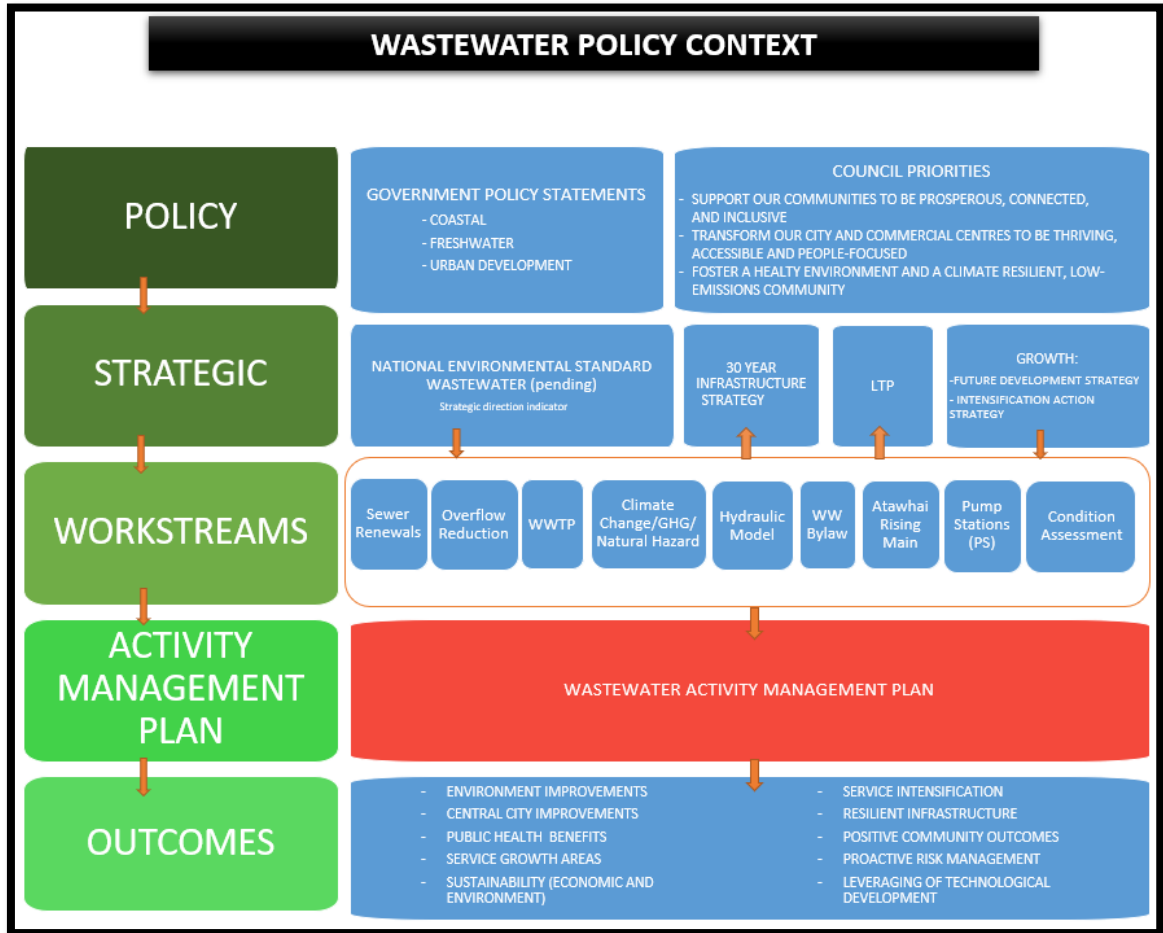 WASTEWATER POLICY CONTEXT
POLICY
GOVERNMENT POLICY STATEMENTS
- COASTAL
- FRESHWATER
- URBAN DEVELOPMENT
COUNCIL PRIORITIES
- SUPPORT OUR COMMUNITIES TO BE PROSPEROUS, CONNECTED,
AND INCLUSIVE
- TRANSFORM OUR CITY AND COMMERCIAL CENTRES TO BE THRIVING,
ACCESSIBLE AND PEOPLE-FOCUSED
- FOSTER A HEALTY ENVIRONMENT AND A CLIMATE RESILIENT, LOW-
EMISSIONS COMMUNITY
STRATEGIC
NATIONAL ENVIRONMENTAL STANDARD
WASTEWATER (pending)
Strategic direction indicator
30 YEAR
INFRASTRUCTURE
STRATEGY
LTP
GROWTH:
-FUTURE DEVELOPMENT STRATEGY
- INTENSIFICATION ACTION
STRATEGY
WORKSTREAMS
Sewer
Renewals
Overflow
Reduction
WWTP
Climate
Change/GHG/
Natural Hazard
Hydraulic
Model
WW
Bylaw
Atawhai
Rising
Main
Pump
Stations
(PS)
Condition
Assessment
ACTIVITY
MANAGEMENT
PLAN
WASTEWATER ACTIVITY MANAGEMENT PLAN
OUTCOMES
- ENVIRONMENT IMPROVEMENTS
- CENTRAL CITY IMPROVEMENTS
- PUBLIC HEALTH BENEFITS
- SERVICE GROWTH AREAS
- SUSTAINABILITY (ECONOMIC AND
ENVIRONMENT)
- SERVICE INTENSIFICATION
- RESILIENT INFRASTRUCTURE
- POSITIVE COMMUNITY OUTCOMES
- PROACTIVE RISK MANAGEMENT
- LEVERAGING OF TECHNOLOGICAL
DEVELOPMENT